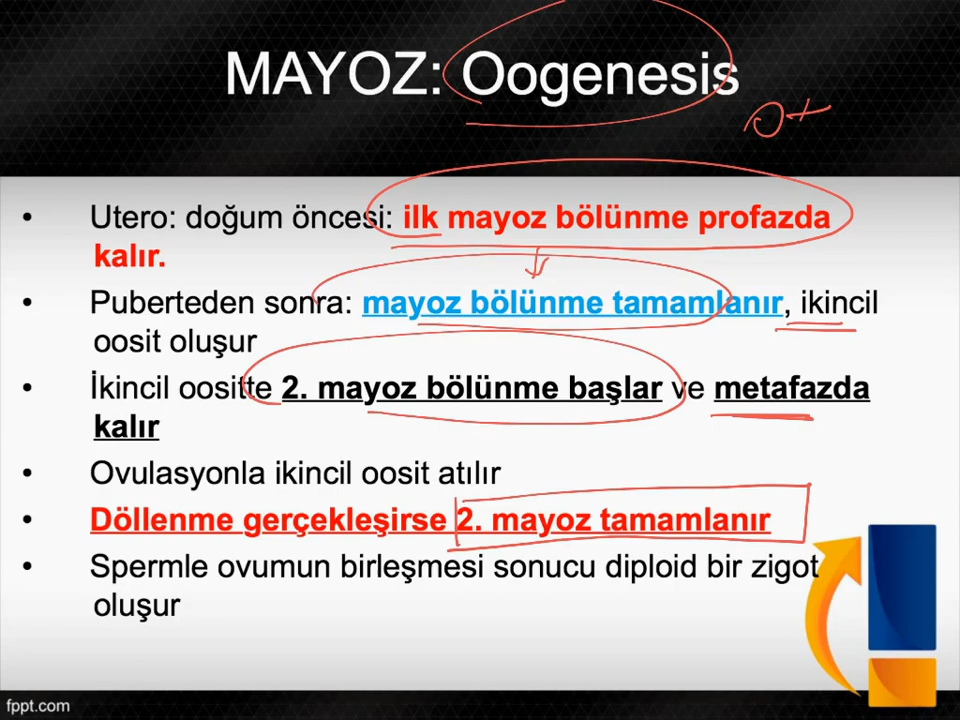 MAYOZ: Oogenesis
• Utero: doğum öncesi: ilk mayoz bölünme profazda
kalır.
• Puberteden sonra: mayoz bölünme tamamlanır, ikincil
oosit oluşur
• İkincil oositte 2. mayoz bölünme başlar ve metafazda
kalır
• Ovulasyonla ikincil oosit atılır
• Döllenme gerçekleşirse 2. mayoz tamamlanır
• Spermle ovumun birleşmesi sonucu diploid bir zigot
oluşur
fppt.com